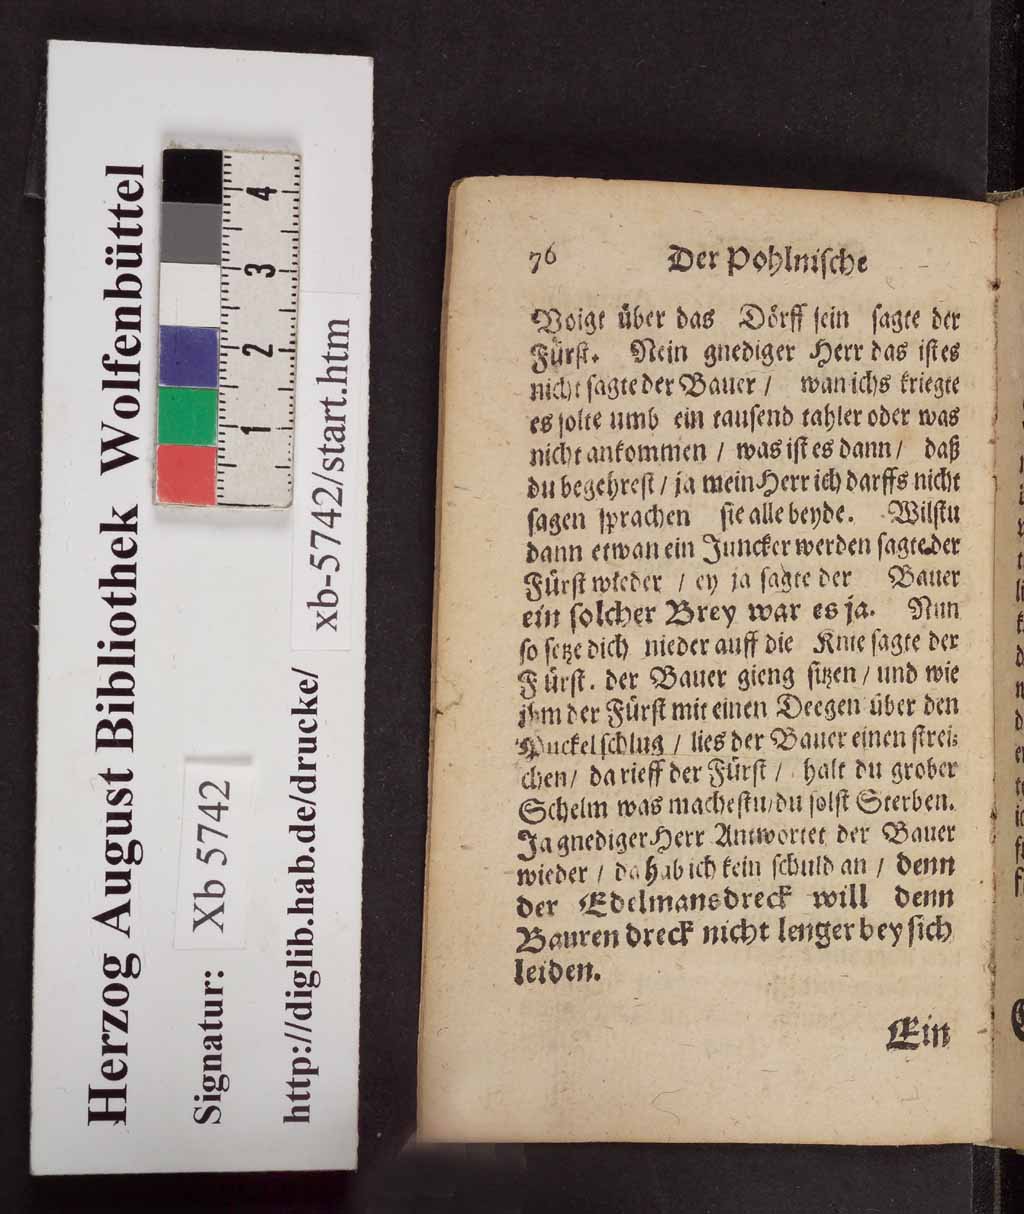 Herzog August Bibliothek Wolfenbüttel
Signatur: Xb 5742
http://diglib.hab.de/drucke/ xb-5742/start.htm
1 2 3 4
76 Der Pohlnische
Voigt über das Dörff sein sagte der
Fürst. Nein gnediger Herr das ist es
nicht sagte der Bauer / wan ichs kriegte
es solte umb ein tausend tahler oder was
nicht ankommen / was ist es dann / daß
du begehrest / ja mein Herr ich darffs nicht
sagen sprachen sie alle beyde. Wilstu
dann etwan ein Juncker werden sagte der
Fürst wieder / ey ja sagte der Bauer
ein solcher Brey war es ja. Nun
so setze dich nieder auff die Knie sagte der
Fürst. der Bauer gieng sitzen / und wie
ihm der Fürst mit einen Deegen über den
Puckel schlug / lies der Bauer einen strei-
chen / da rieff der Fürst / halt du grober
Schelm was machestu / du solst Sterben.
Ja gnediger Herr Antwortet der Bauer
wieder / da hab ich kein schuld an / denn
der Edelmansdreck will denn
Bauren dreck nicht lenger bey sich
leiden.
Ein